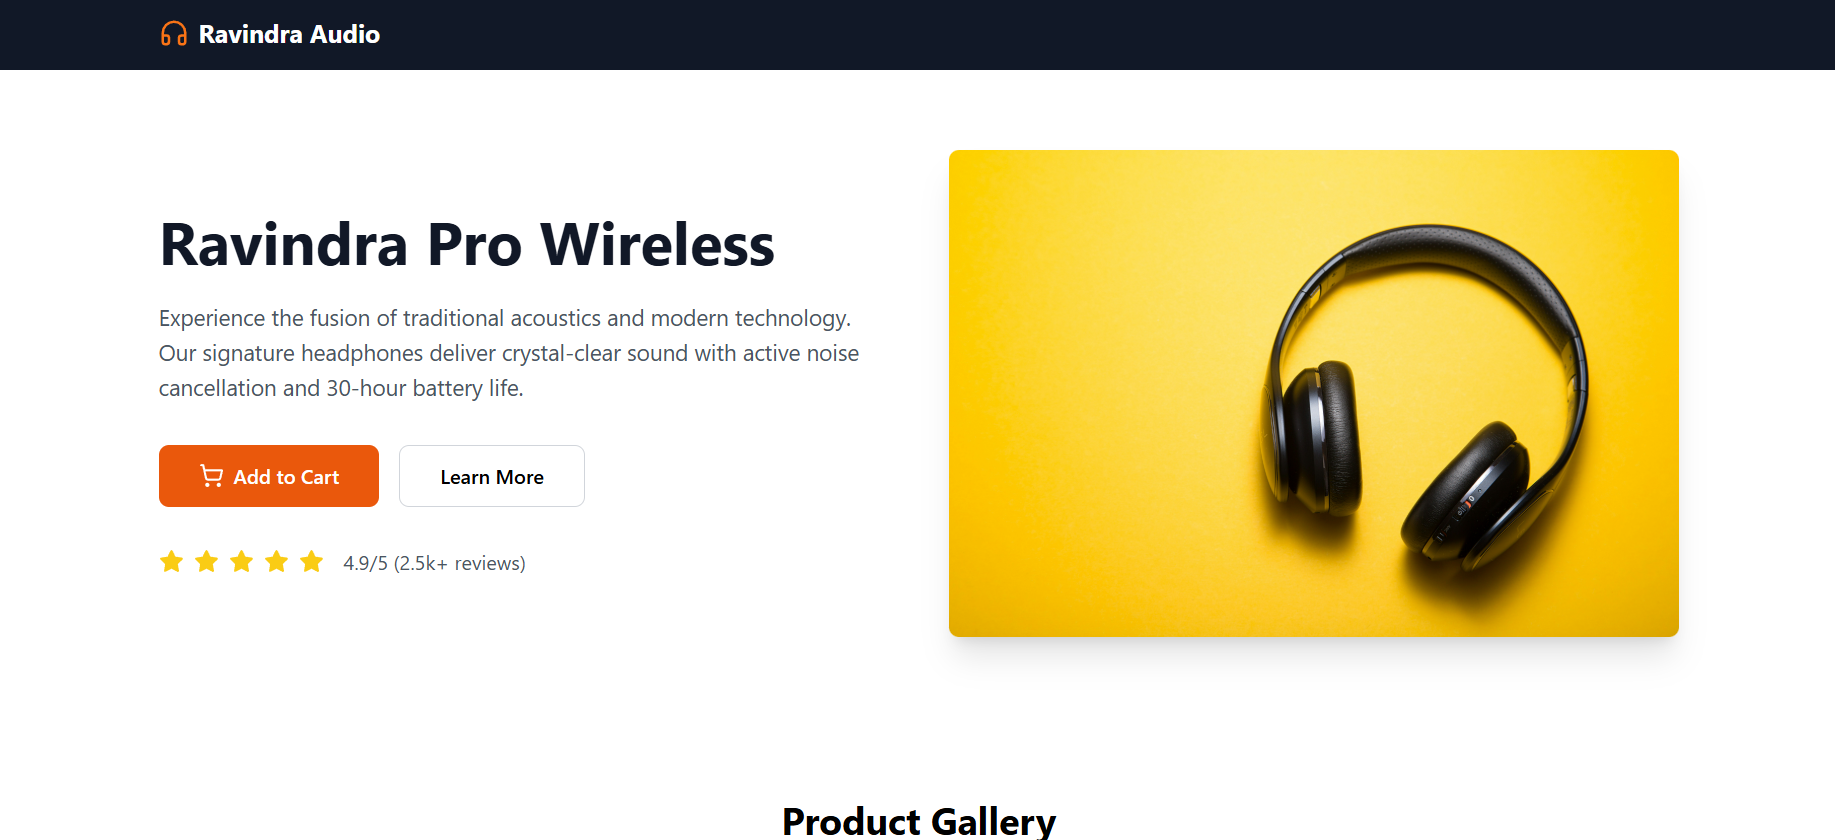 Ravindra Audio
Ravindra Pro Wireless
Experience the fusion of traditional acoustics and modern technology.
Our signature headphones deliver crystal-clear sound with active noise
cancellation and 30-hour battery life.
Add to Cart
Learn More
4.9/5 (2.5k+ reviews)
Product Gallery